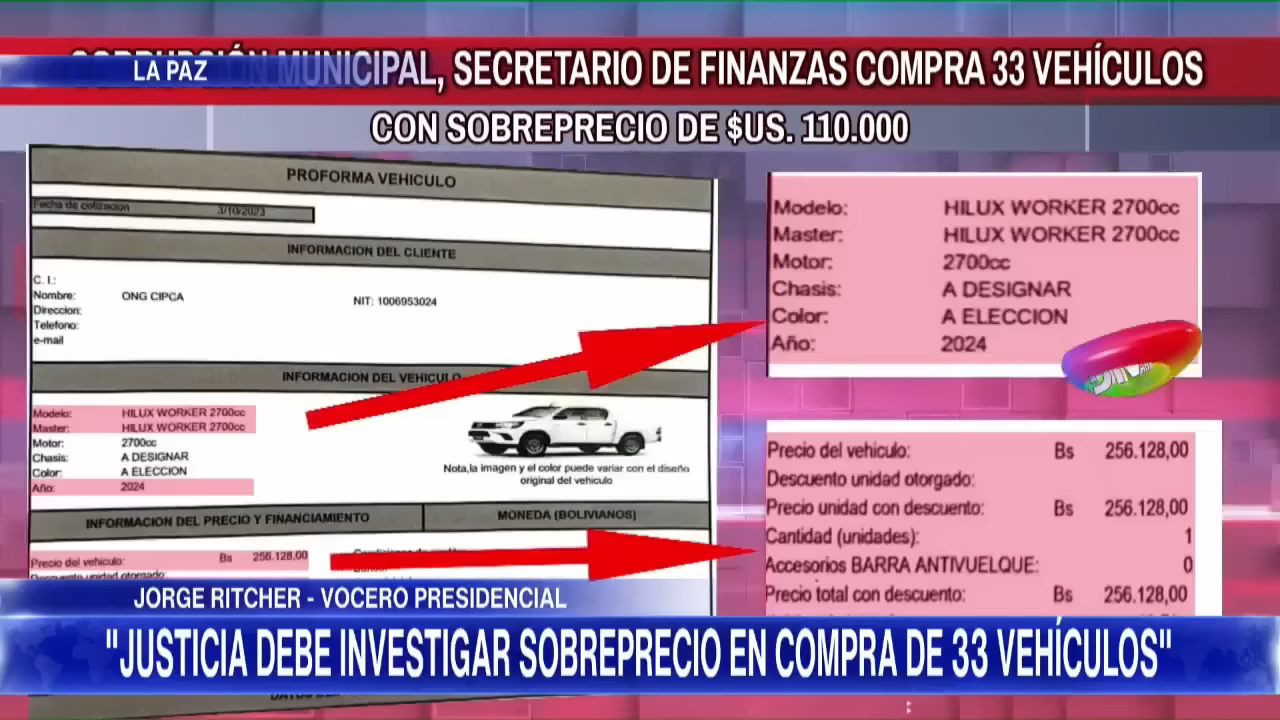 CORRUPCIÓN MUNICIPAL, SECRETARIO DE FINANZAS COMPRA 33 VEHÍCULOS
LA PAZ
CON SOBREPRECIO DE $US. 110.000
PROFORMA VEHICULO
Fecha de cotizacion 3/10/2023
INFORMACION DEL CLIENTE
C. I.:
Nombre: ONG CIPCA NIT: 1006953024
Direccion:
Telefono:
e-mail
INFORMACION DEL VEHICULO
Modelo: HILUX WORKER 2700cc
Master: HILUX WORKER 2700cc
Motor: 2700cc
Chasis: A DESIGNAR
Color: A ELECCION
Año: 2024
Nota,la imagen y el color puede variar con el diseño
original del vehiculo
INFORMACION DEL PRECIO Y FINANCIAMIENTO MONEDA (BOLIVIANOS)
Precio del vehiculo: Bs 256.128,00
Descuento unidad otorgado:
Modelo: HILUX WORKER 2700cc
Master: HILUX WORKER 2700cc
Motor: 2700cc
Chasis: A DESIGNAR
Color: A ELECCION
Año: 2024
Precio del vehiculo: Bs 256.128,00
Descuento unidad otorgado:
Precio unidad con descuento: Bs 256.128,00
Cantidad (unidades): 1
Accesorios BARRA ANTIVUELQUE: 0
Precio total con descuento: Bs 256.128,00
JORGE RITCHER - VOCERO PRESIDENCIAL
"JUSTICIA DEBE INVESTIGAR SOBREPRECIO EN COMPRA DE 33 VEHÍCULOS"